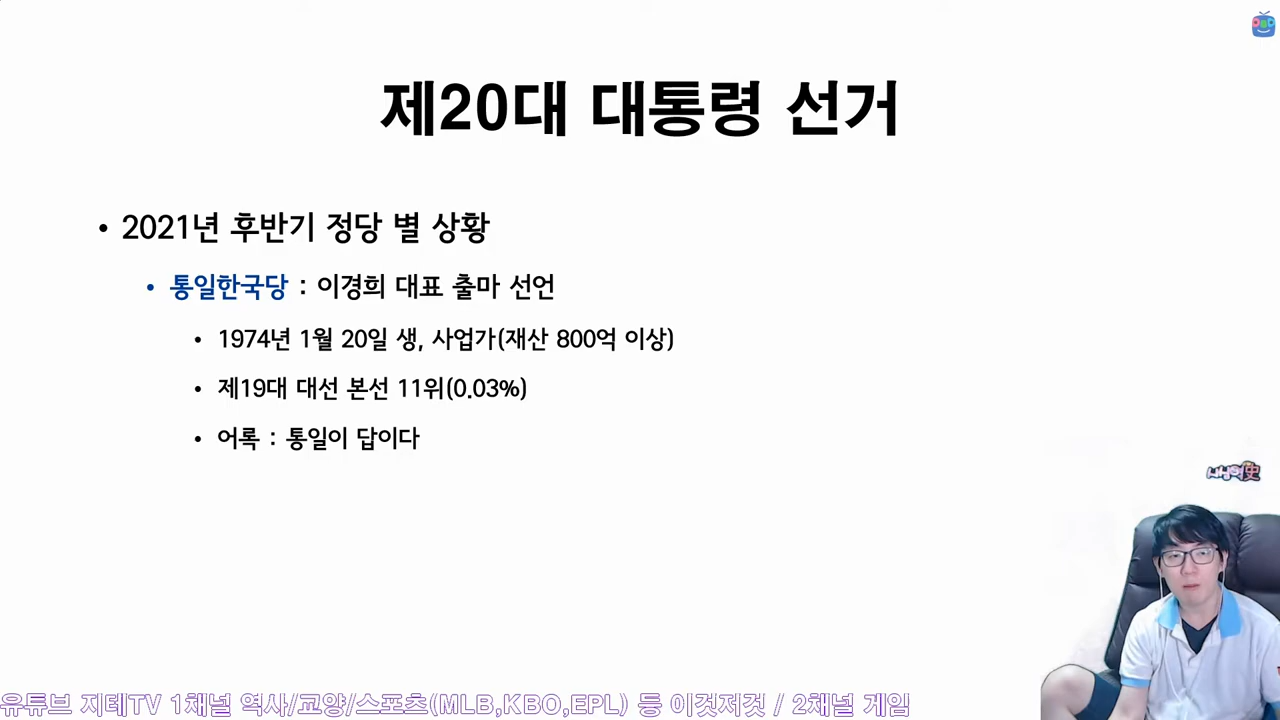 제20대 대통령 선거
• 2021년 후반기 정당 별 상황
• 통일한국당 : 이경희 대표 출마 선언
• 1974년 1월 20일 생, 사업가(재산 800억 이상)
• 제19대 대선 본선 11위(0.03%)
• 어록 : 통일이 답이다
유튜브 지테TV 1채널 역사/교양/스포츠(MLB,KBO,EPL) 등 이것저것 / 2채널 게임